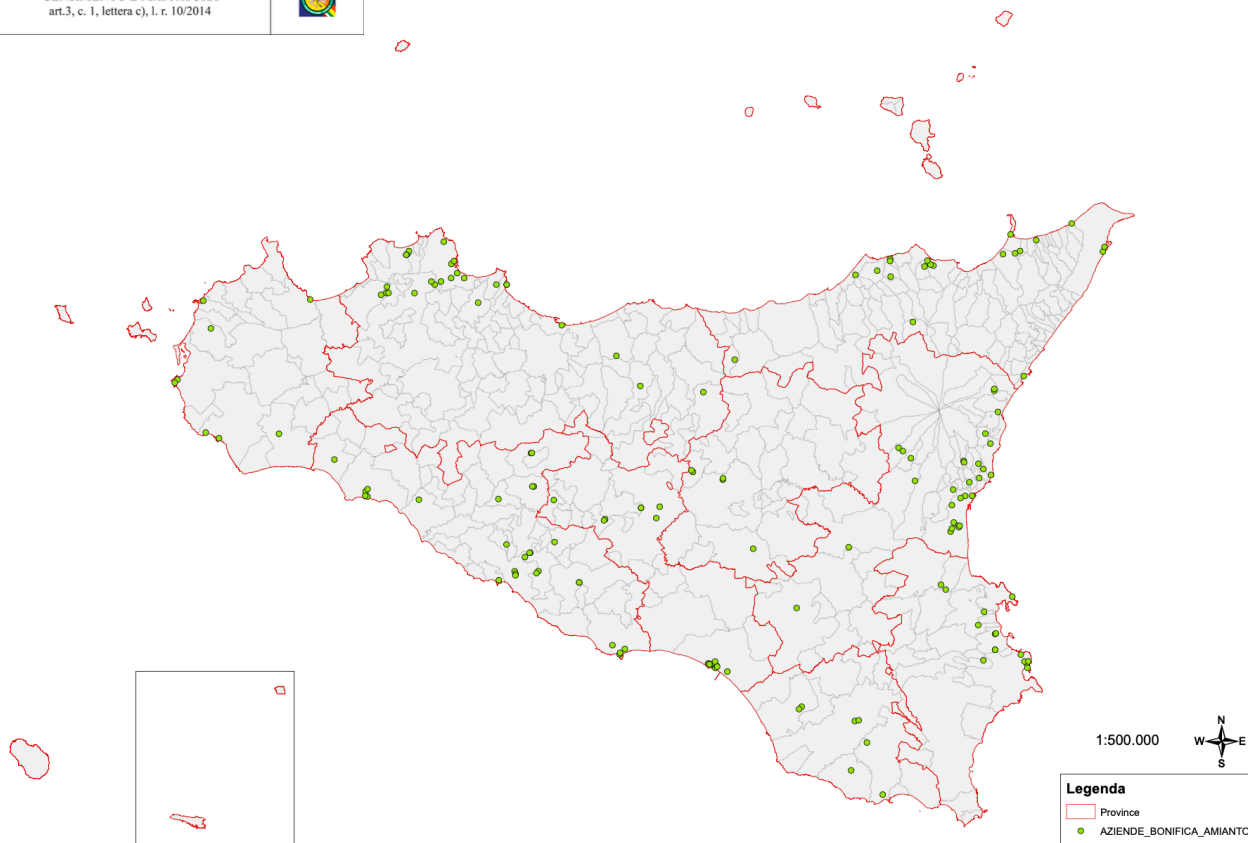 art.3, c. 1, lettera c), l. r. 10/2014
1:500.000
N
W E
S
Legenda
Province
AZIENDE_BONIFICA_AMIANTO